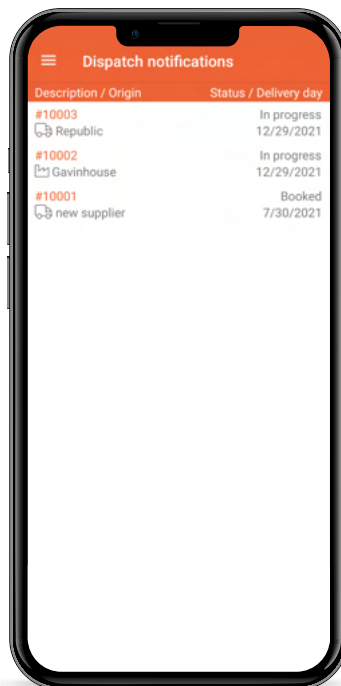 Dispatch notifications
Description / Origin Status / Delivery day
#10003 In progress
Republic 12/29/2021
#10002 In progress
Gavinhouse 12/29/2021
#10001 Booked
new supplier 7/30/2021